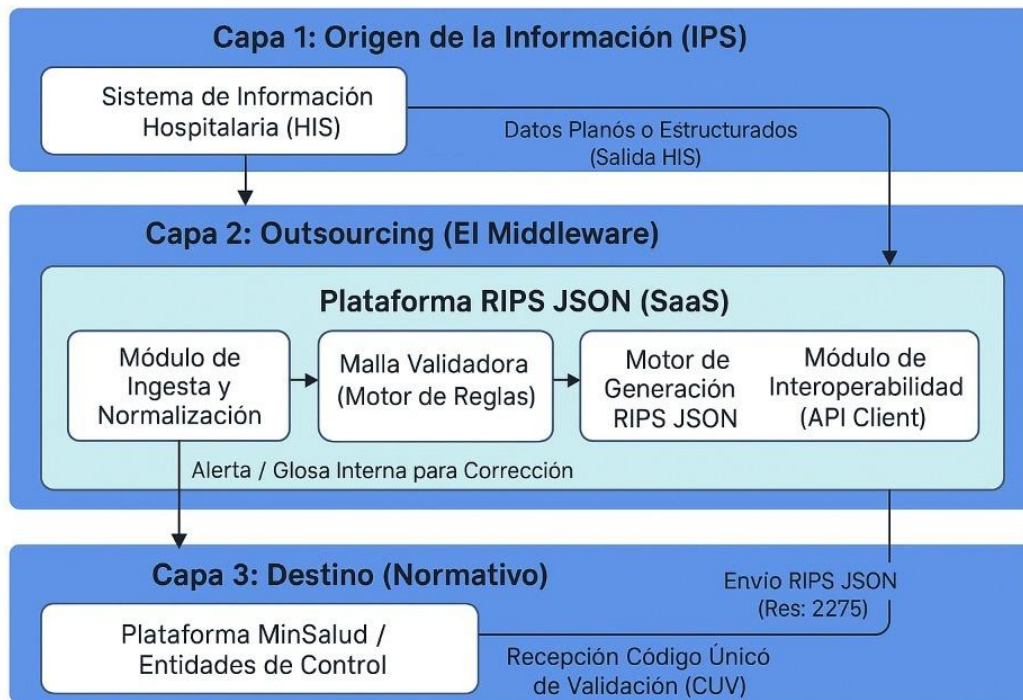 Capa 1: Origen de la Información (IPS)
Sistema de Información
Hospitalaria (HIS)
Datos Planós o Estructurados
(Salida HIS)
Capa 2: Outsourcing (El Middleware)
Plataforma RIPS JSON (SaaS)
Módulo de
Ingesta y
Normalización
Malla Validadora
(Motor de Reglas)
Motor de
Generación
RIPS JSON
Módulo de
Interoperabilidad
(API Client)
Alerta / Glosa Interna para Corrección
Capa 3: Destino (Normativo)
Envío RIPS JSON
(Res: 2275)
Plataforma MinSalud /
Entidades de Control
Recepción Código Únicó
de Validación (CUV)